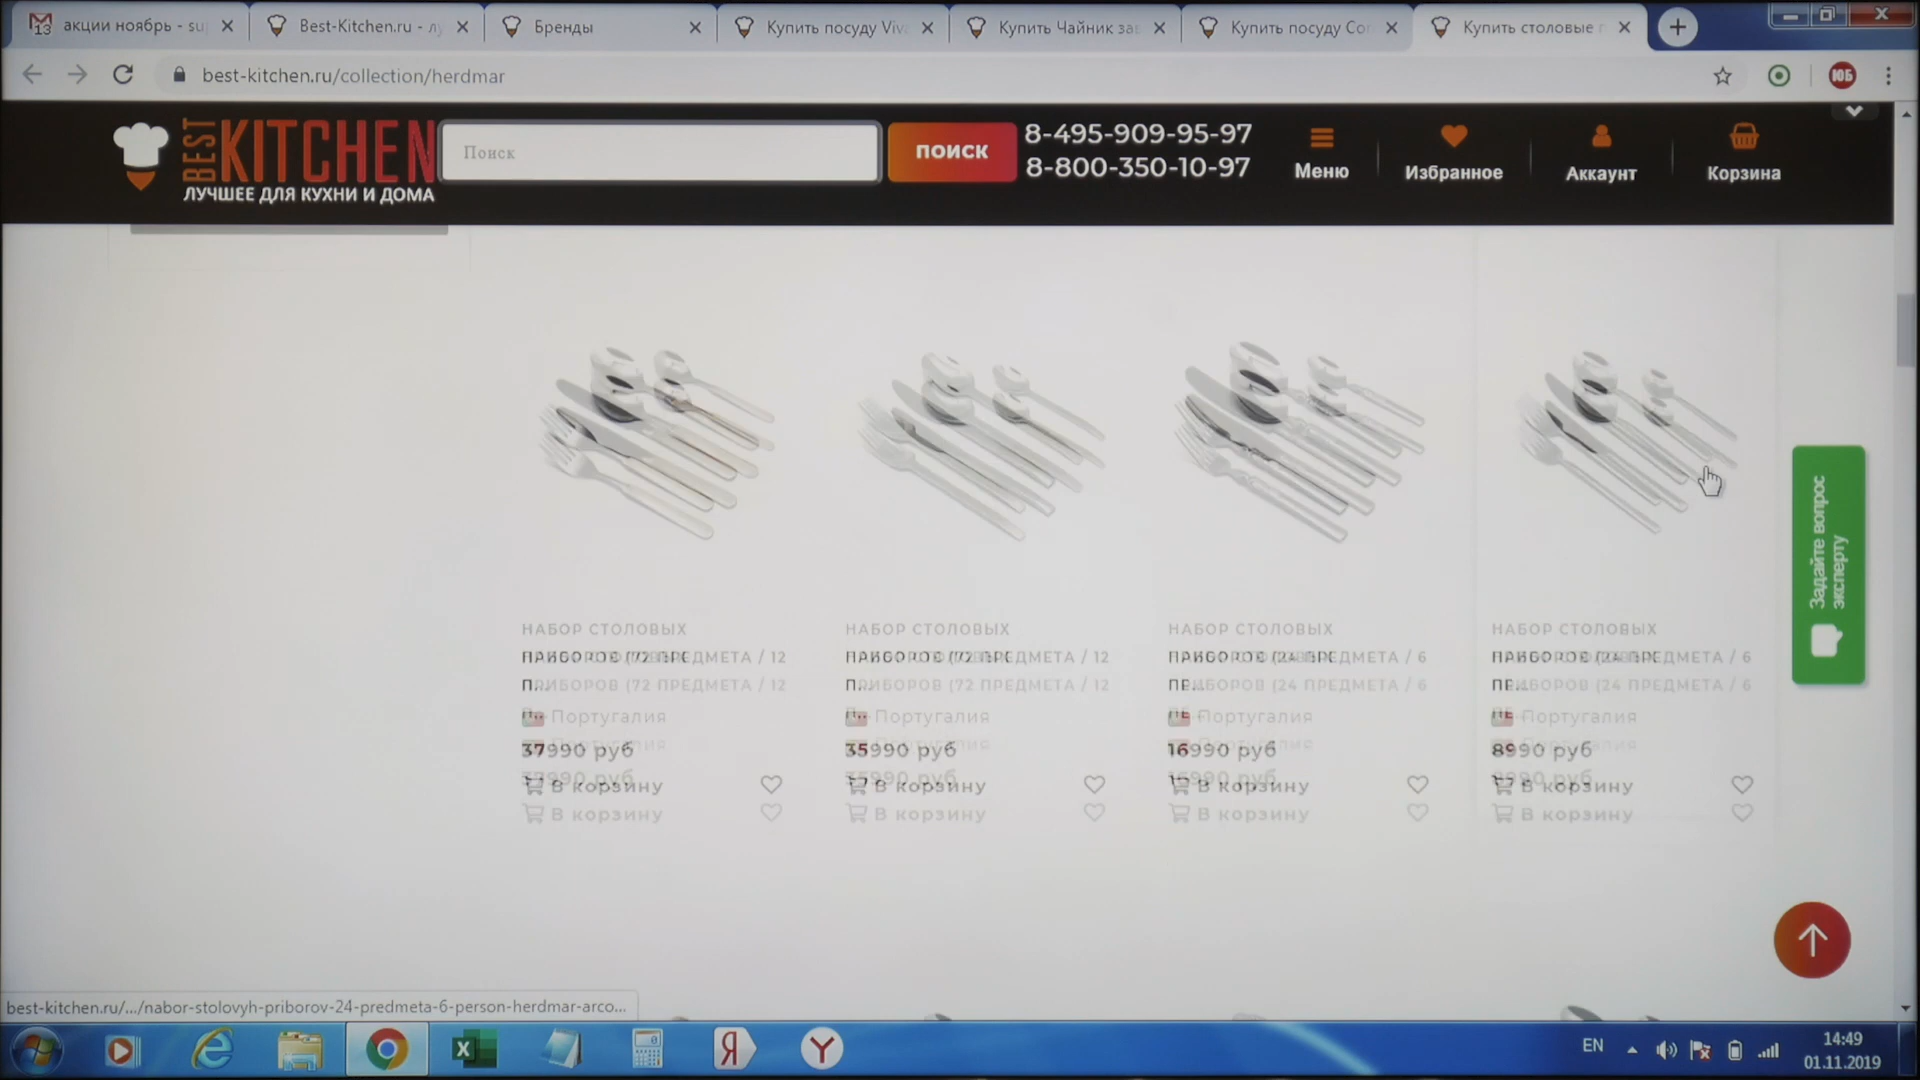 акции ноябрь - su
Best-Kitchen.ru - лу
Бренды
Купить посуду Viva
Купить Чайник зав
Купить посуду Cor
Купить столовые п
best-kitchen.ru/collection/herdmar
ЮБ
BEST KITCHEN
ЛУЧШЕЕ ДЛЯ КУХНИ И ДОМА
Поиск
ПОИСК
8-495-909-95-97
8-800-350-10-97
Меню
Избранное
Аккаунт
Корзина
Задайте вопрос
эксперту
НАБОР СТОЛОВЫХ
ПРИБОРОВ (72 ПРЕДМЕТА / 12
П...
Португалия
37990 руб
В корзину
НАБОР СТОЛОВЫХ
ПРИБОРОВ (72 ПРЕДМЕТА / 12
П...
Португалия
35990 руб
В корзину
НАБОР СТОЛОВЫХ
ПРИБОРОВ (24 ПРЕДМЕТА / 6
ПЕ...
Португалия
16990 руб
В корзину
НАБОР СТОЛОВЫХ
ПРИБОРОВ (24 ПРЕДМЕТА / 6
ПЕ...
Португалия
8990 руб
В корзину
best-kitchen.ru/.../nabor-stolovyh-priborov-24-predmeta-6-person-herdmar-arco...
EN
14:49
01.11.2019